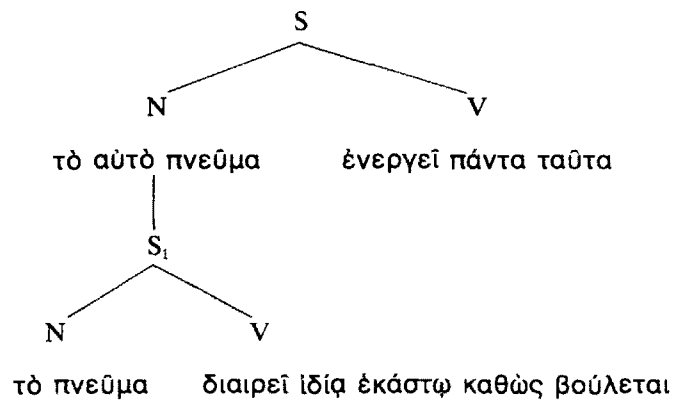 S
N V
τὸ αὐτὸ πνεῦμα ἐνεργεῖ πάντα ταῦτα
S₁
N V
τὸ πνεῦμα διαιρεῖ ἰδίᾳ ἑκάστῳ καθὼς βούλεται